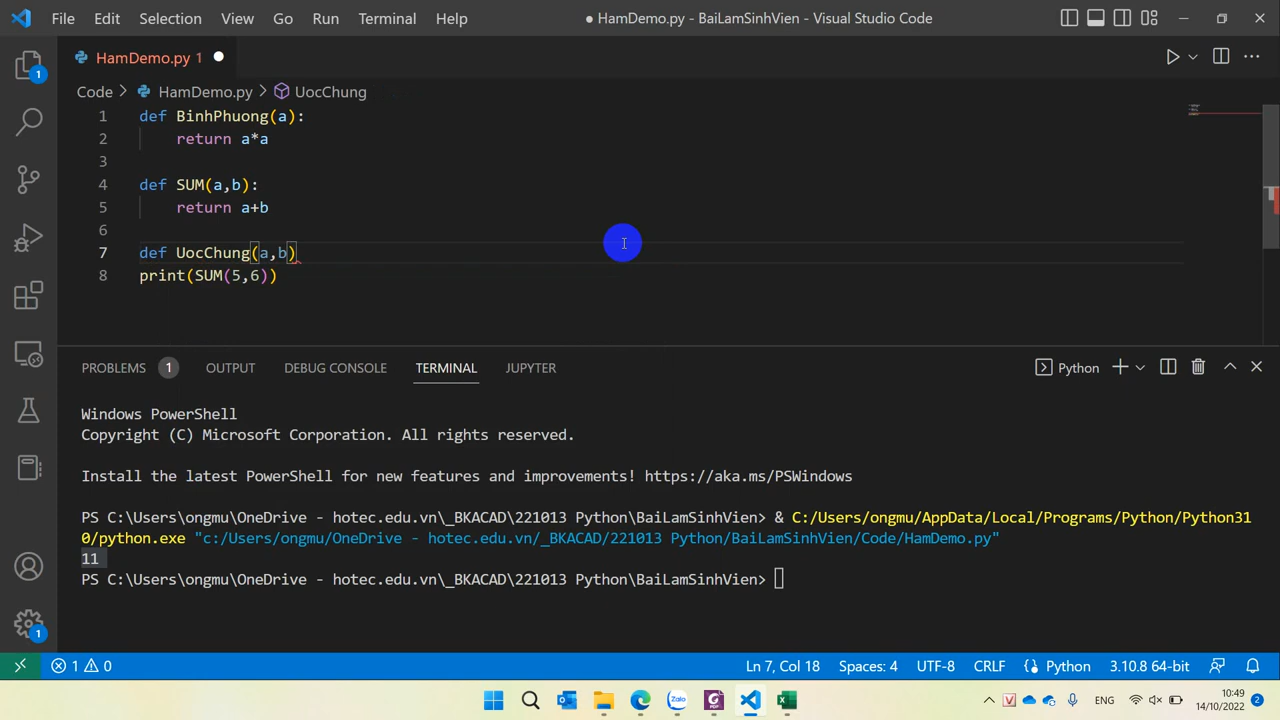 File Edit Selection View Go Run Terminal Help ● HamDemo.py - BaiLamSinhVien - Visual Studio Code
HamDemo.py 1
Code > HamDemo.py > UocChung
1 def BinhPhuong(a):
2 return a*a
3
4 def SUM(a,b):
5 return a+b
6
7 def UocChung(a,b)
8 print(SUM(5,6))
PROBLEMS 1 OUTPUT DEBUG CONSOLE TERMINAL JUPYTER Python
Windows PowerShell
Copyright (C) Microsoft Corporation. All rights reserved.
Install the latest PowerShell for new features and improvements! https://aka.ms/PSWindows
PS C:\Users\ongmu\OneDrive - hotec.edu.vn\_BKACAD\221013 Python\BaiLamSinhVien> & C:/Users/ongmu/AppData/Local/Programs/Python/Python31
0/python.exe "c:/Users/ongmu/OneDrive - hotec.edu.vn/_BKACAD/221013 Python/BaiLamSinhVien/Code/HamDemo.py"
11
PS C:\Users\ongmu\OneDrive - hotec.edu.vn\_BKACAD\221013 Python\BaiLamSinhVien>
1
1
1 0 Ln 7, Col 18 Spaces: 4 UTF-8 CRLF Python 3.10.8 64-bit
Zalo PDF ENG 10:49
14/10/2022 2